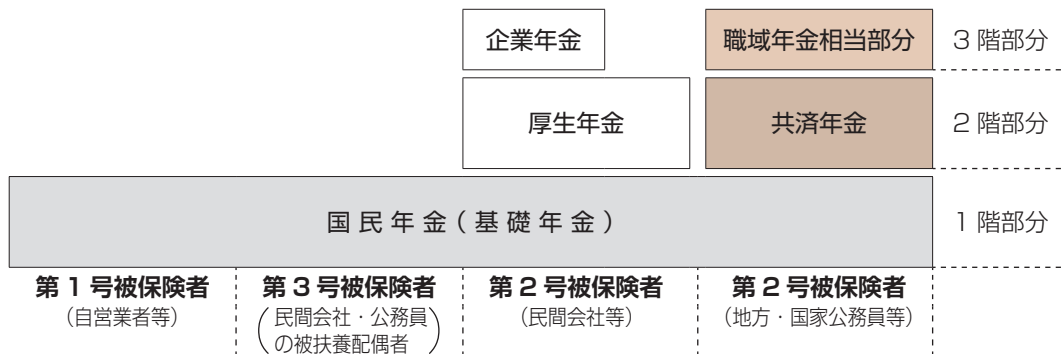 企業年金
職域年金相当部分
3階部分
厚生年金
共済年金
2階部分
国民年金(基礎年金)
1階部分
第1号被保険者
(自営業者等)
第3号被保険者
(民間会社・公務員
の被扶養配偶者)
第2号被保険者
(民間会社等)
第2号被保険者
(地方・国家公務員等)